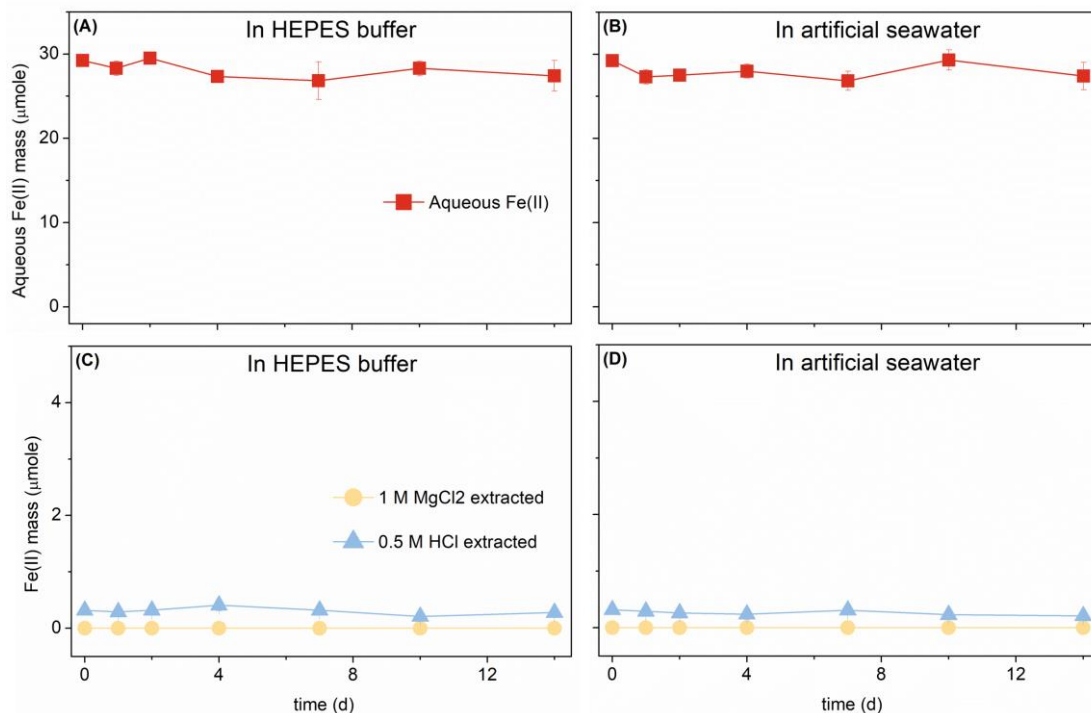 (A) In HEPES buffer
(B) In artificial seawater
Aqueous Fe(II) mass (μmole)
30
20
10
0
Aqueous Fe(II)
(C) In HEPES buffer
(D) In artificial seawater
Fe(II) mass (μmole)
4
2
0
1 M MgCl2 extracted
0.5 M HCl extracted
0 4 8 12
0 4 8 12
time (d)
time (d)